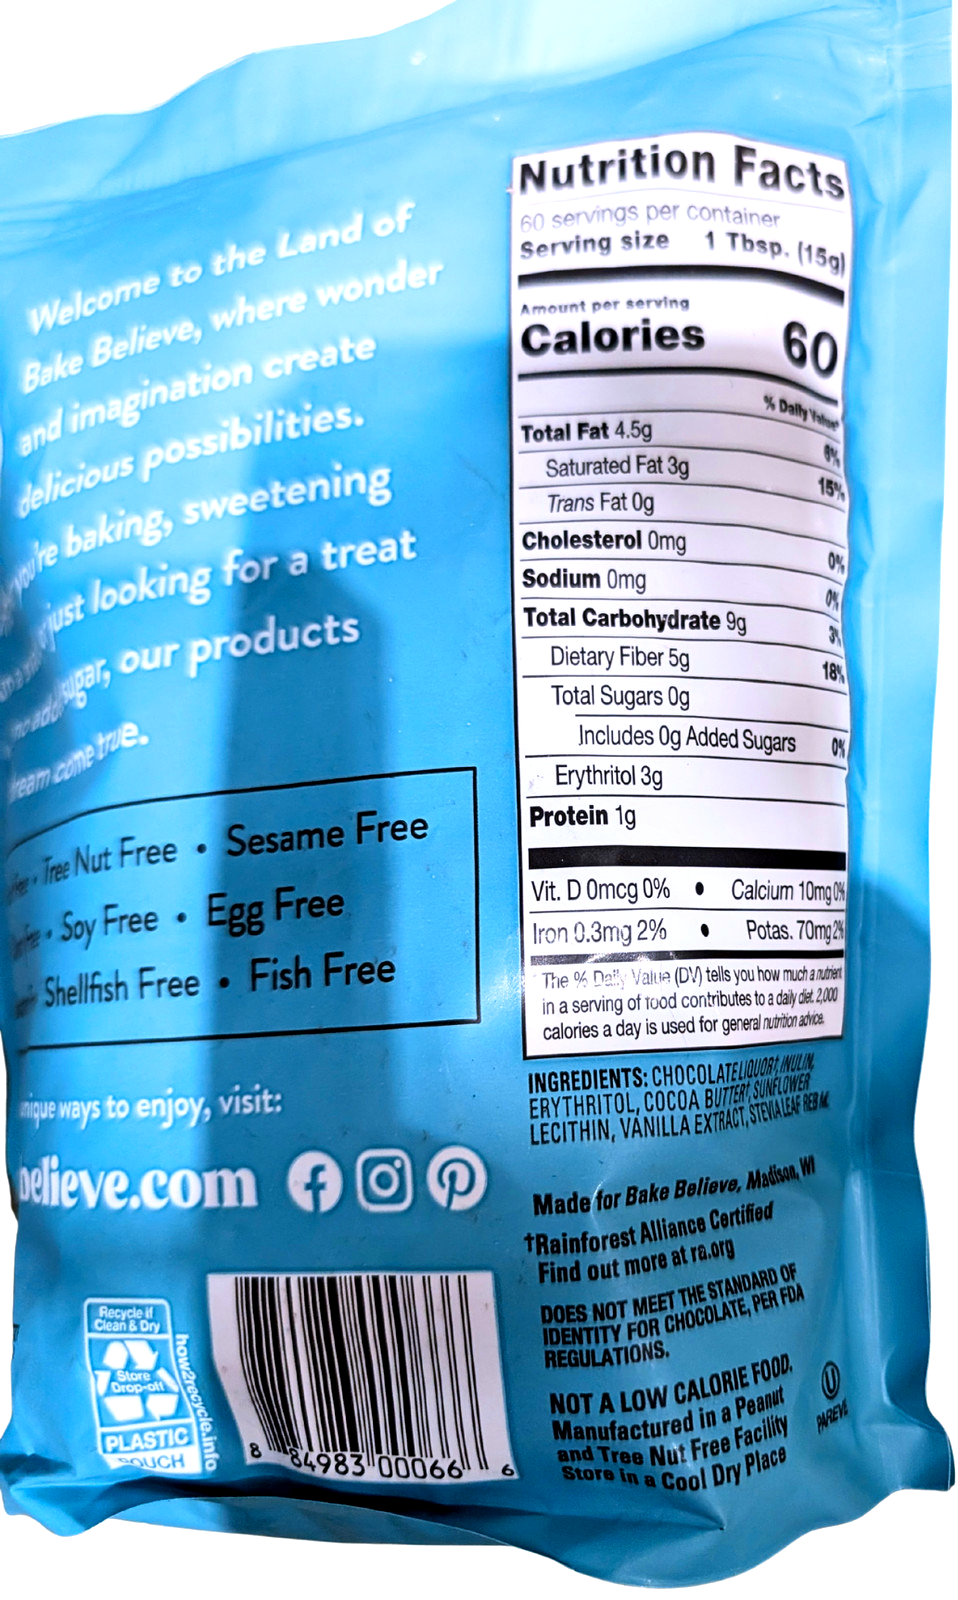 Welcome to the Land of
Bake Believe, where wonder
and imagination create
delicious possibilities.
you're baking, sweetening
just looking for a treat
sugar, our products
dream come true.
Tree Nut Free • Sesame Free
• Soy Free • Egg Free
Shellfish Free • Fish Free
unique ways to enjoy, visit:
believe.com
Recycle if
Clean & Dry
Store
Drop-off
PLASTIC
POUCH
how2recycle.info
8 84983 00066 6
Nutrition Facts
60 servings per container
Serving size 1 Tbsp. (15g)
Amount per serving
Calories 60
% Daily Value*
Total Fat 4.5g 6%
Saturated Fat 3g 15%
Trans Fat 0g
Cholesterol 0mg 0%
Sodium 0mg 0%
Total Carbohydrate 9g 3%
Dietary Fiber 5g 18%
Total Sugars 0g
Includes 0g Added Sugars 0%
Erythritol 3g
Protein 1g
Vit. D 0mcg 0% • Calcium 10mg 0%
Iron 0.3mg 2% • Potas. 70mg 2%
* The % Daily Value (DV) tells you how much a nutrient
in a serving of food contributes to a daily diet. 2,000
calories a day is used for general nutrition advice.
INGREDIENTS: CHOCOLATE LIQUOR†, INULIN,
ERYTHRITOL, COCOA BUTTER†, SUNFLOWER
LECITHIN, VANILLA EXTRACT, STEVIA LEAF REB M.
Made for Bake Believe, Madison, WI
†Rainforest Alliance Certified
Find out more at ra.org
DOES NOT MEET THE STANDARD OF
IDENTITY FOR CHOCOLATE, PER FDA
REGULATIONS.
NOT A LOW CALORIE FOOD.
Manufactured in a Peanut
and Tree Nut Free Facility
Store in a Cool Dry Place
U
PAREVE